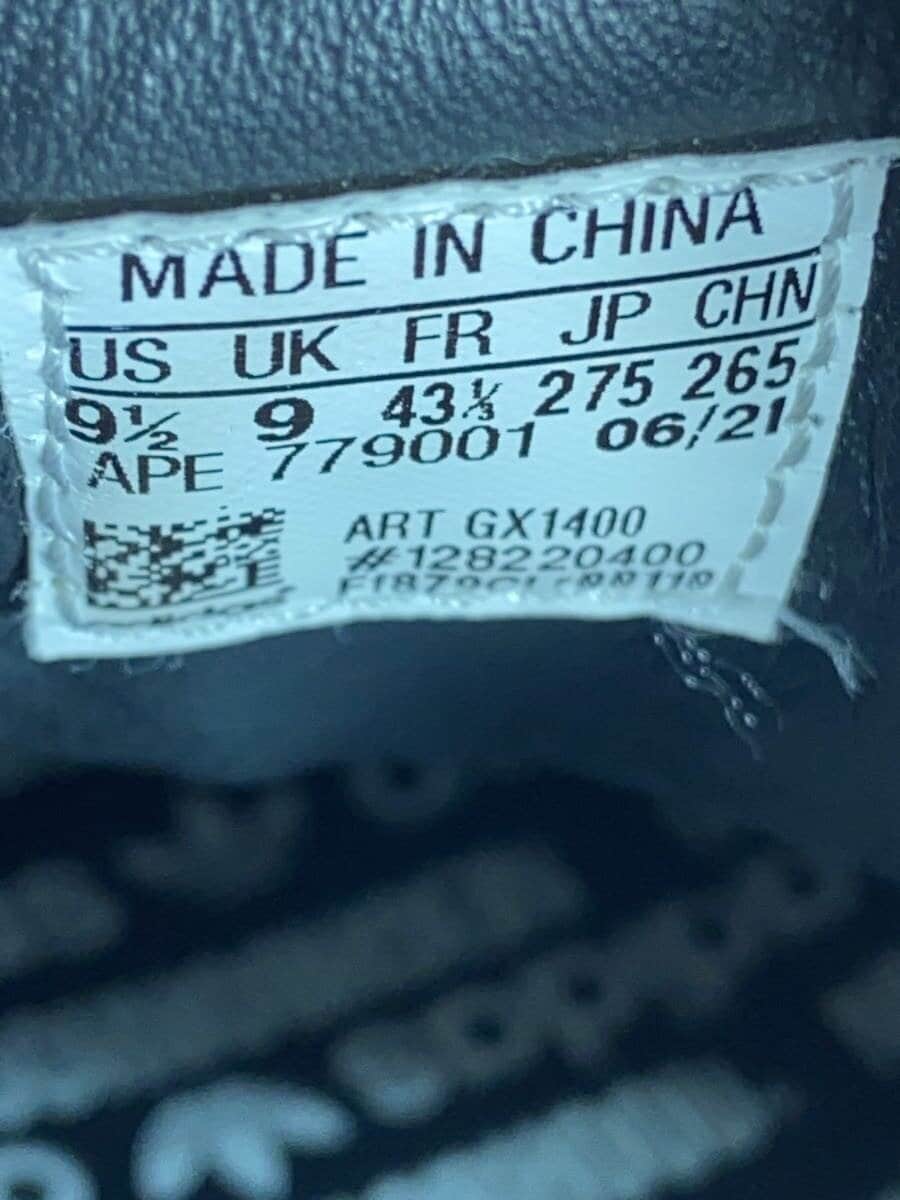 MADE IN CHINA
US UK FR JP CHN
9½ 9 43⅓ 275 265
APE 779001 06/21
ART GX1400
#128220400